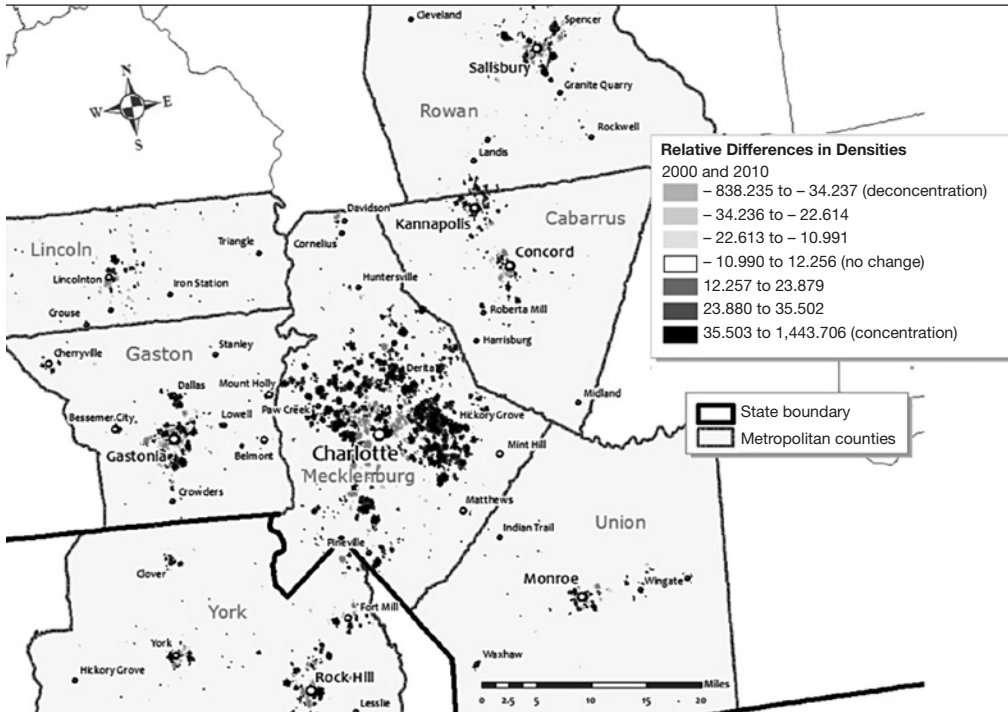 Cleveland
Spencer
Salisbury
Granite Quarry
Rowan
Rockwell
Landis
N
W E
S
Relative Differences in Densities
2000 and 2010
– 838.235 to – 34.237 (deconcentration)
– 34.236 to – 22.614
– 22.613 to – 10.991
– 10.990 to 12.256 (no change)
12.257 to 23.879
23.880 to 35.502
35.503 to 1,443.706 (concentration)
State boundary
Metropolitan counties
Davidson
Kannapolis
Cabarrus
Lincoln
Triangle
Cornelius
Concord
Lincolnton
Iron Station
Huntersville
Crouse
Roberta Mill
Harrisburg
Stanley
Cherryville
Gaston
Derita
Dallas
Mount Holly
Midland
Bessemer City
Lowell
Paw Creek
Hickory Grove
Gastonia
Belmont
Charlotte
Mint Hill
Mecklenburg
Crowders
Matthews
Indian Trail
Union
Pineville
Clover
Monroe
Wingate
York
Fort Mill
York
Hickory Grove
Waxhaw
Rock Hill
Lesslie
Miles
0 2.5 5 10 15 20